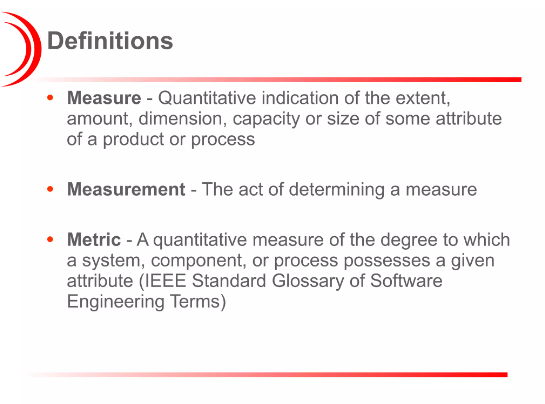 Definitions
• Measure - Quantitative indication of the extent,
amount, dimension, capacity or size of some attribute
of a product or process
• Measurement - The act of determining a measure
• Metric - A quantitative measure of the degree to which
a system, component, or process possesses a given
attribute (IEEE Standard Glossary of Software
Engineering Terms)